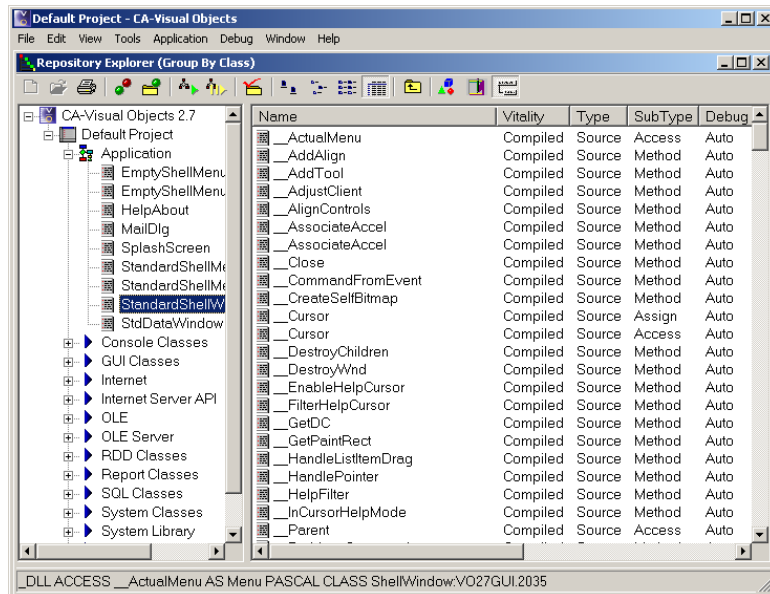 Default Project - CA-Visual Objects
File Edit View Tools Application Debug Window Help
Repository Explorer (Group By Class)
CA-Visual Objects 2.7
Default Project
Application
EmptyShellMenu
EmptyShellMenu
HelpAbout
MailDlg
SplashScreen
StandardShellMe
StandardShellMe
StandardShellW
StdDataWindow
Console Classes
GUI Classes
Internet
Internet Server API
OLE
OLE Server
RDD Classes
Report Classes
SQL Classes
System Classes
System Library
Name Vitality Type SubType Debug
__ActualMenu Compiled Source Access Auto
__AddAlign Compiled Source Method Auto
__AddTool Compiled Source Method Auto
__AdjustClient Compiled Source Method Auto
__AlignControls Compiled Source Method Auto
__AssociateAccel Compiled Source Method Auto
__AssociateAccel Compiled Source Method Auto
__Close Compiled Source Method Auto
__CommandFromEvent Compiled Source Method Auto
__CreateSelfBitmap Compiled Source Method Auto
__Cursor Compiled Source Assign Auto
__Cursor Compiled Source Access Auto
__DestroyChildren Compiled Source Method Auto
__DestroyWnd Compiled Source Method Auto
__EnableHelpCursor Compiled Source Method Auto
__FilterHelpCursor Compiled Source Method Auto
__GetDC Compiled Source Method Auto
__GetPaintRect Compiled Source Method Auto
__HandleListItemDrag Compiled Source Method Auto
__HandlePointer Compiled Source Method Auto
__HelpFilter Compiled Source Method Auto
__InCursorHelpMode Compiled Source Method Auto
__Parent Compiled Source Access Auto
_DLL ACCESS __ActualMenu AS Menu PASCAL CLASS ShellWindow:VO27GUI.2035